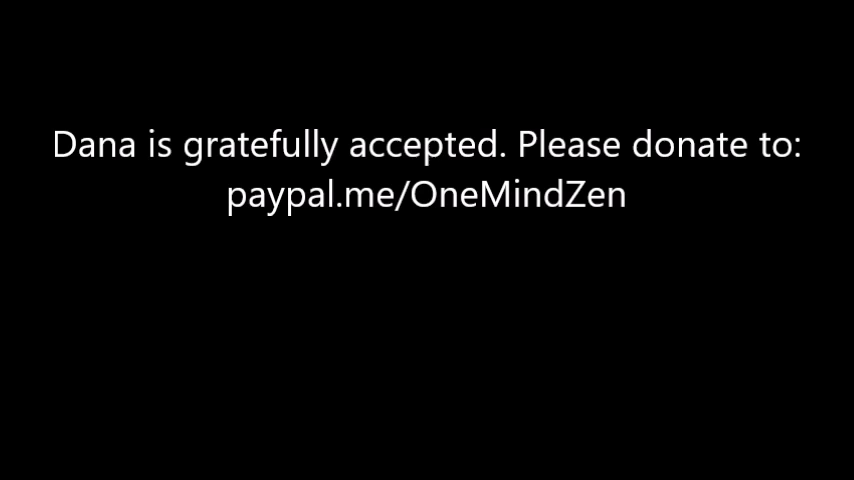 Dana is gratefully accepted. Please donate to:
paypal.me/OneMindZen